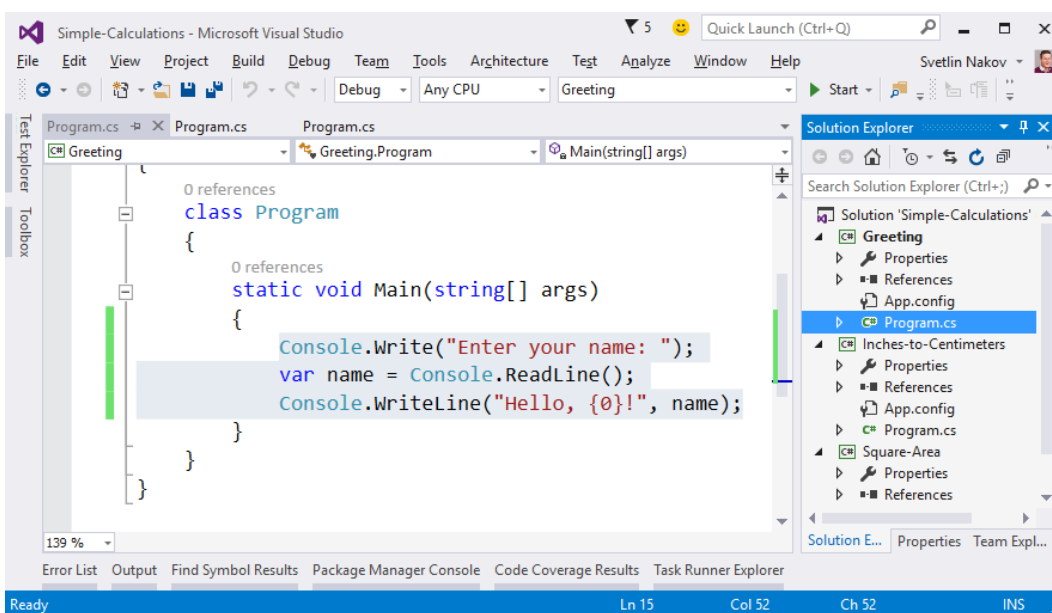 Simple-Calculations - Microsoft Visual Studio 5 Quick Launch (Ctrl+Q)
File Edit View Project Build Debug Team Tools Architecture Test Analyze Window Help Svetlin Nakov
Debug Any CPU Greeting Start
Test Explorer
Toolbox
Program.cs Program.cs Program.cs
C# Greeting Greeting.Program Main(string[] args)
{
0 references
class Program
{
0 references
static void Main(string[] args)
{
Console.Write("Enter your name: ");
var name = Console.ReadLine();
Console.WriteLine("Hello, {0}!", name);
}
}
}
139 %
Solution Explorer
Search Solution Explorer (Ctrl+;)
Solution 'Simple-Calculations'
C# Greeting
Properties
References
App.config
C# Program.cs
C# Inches-to-Centimeters
Properties
References
App.config
C# Program.cs
C# Square-Area
Properties
References
Solution E... Properties Team Expl...
Error List Output Find Symbol Results Package Manager Console Code Coverage Results Task Runner Explorer
Ready Ln 15 Col 52 Ch 52 INS